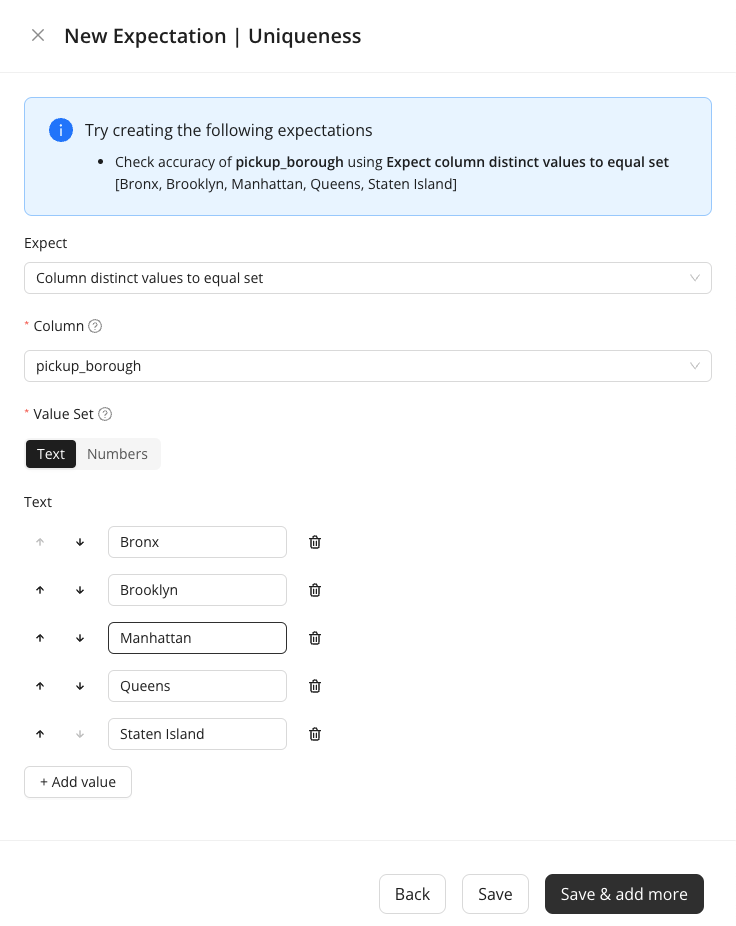 New Expectation | Uniqueness
Try creating the following expectations
• Check accuracy of pickup_borough using Expect column distinct values to equal set
[Bronx, Brooklyn, Manhattan, Queens, Staten Island]
Expect
Column distinct values to equal set
* Column
pickup_borough
* Value Set
Text Numbers
Text
Bronx
Brooklyn
Manhattan
Queens
Staten Island
+ Add value
Back Save Save & add more